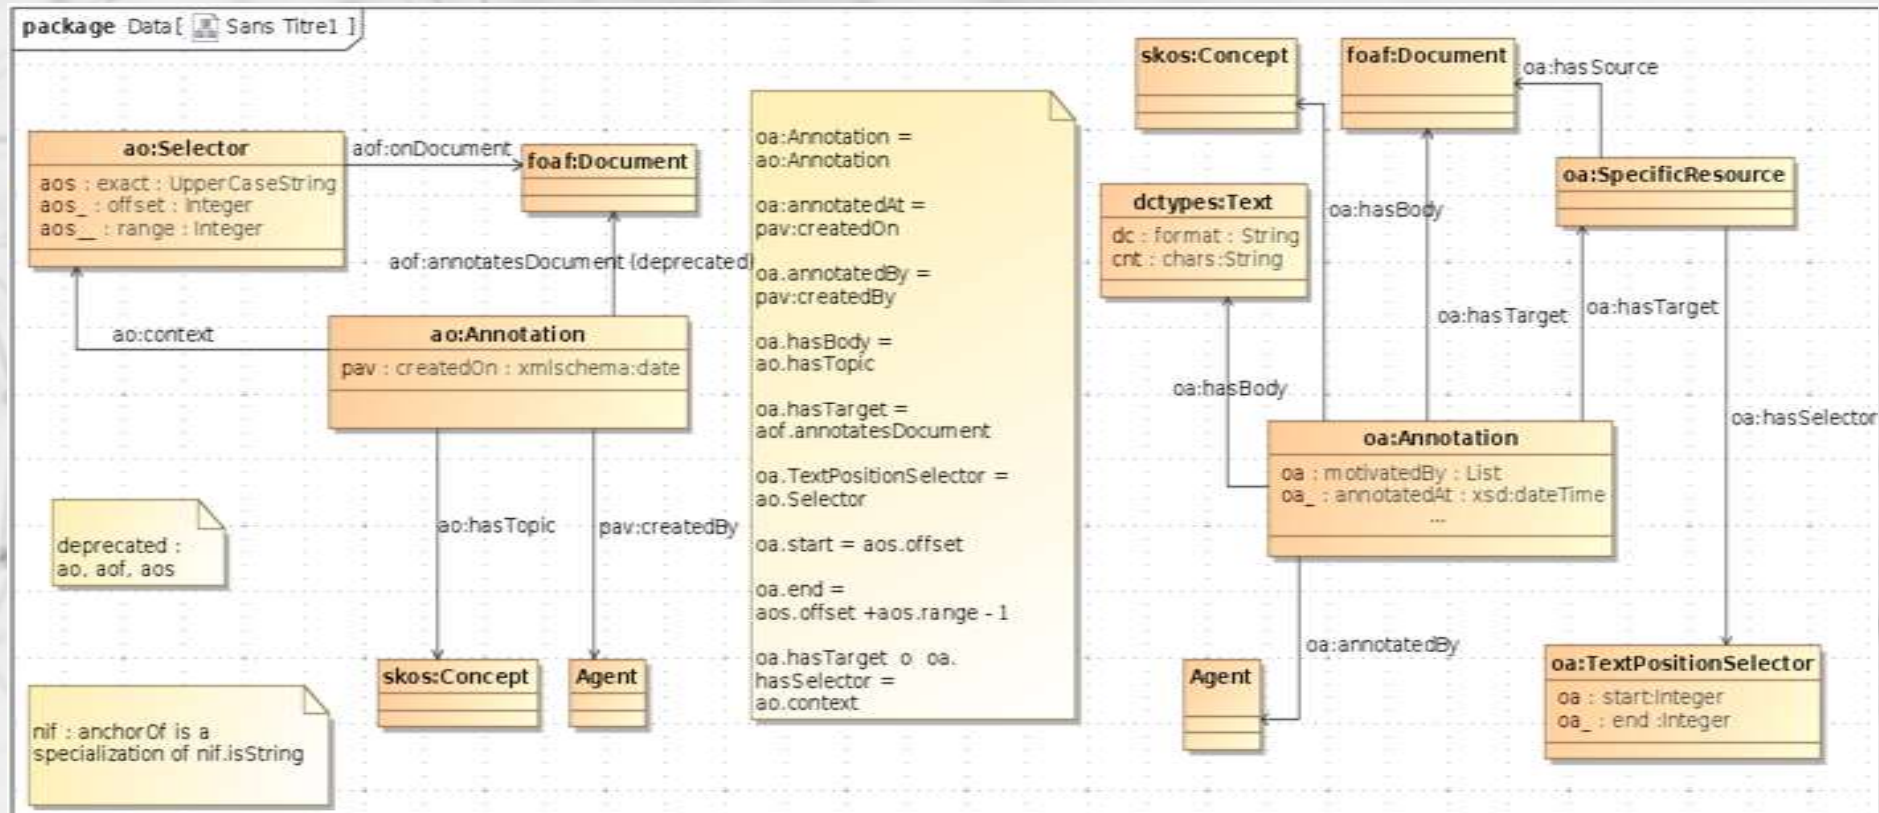 package Data[ Sans Titre1 ]
ao:Selector
aos : exact : UpperCaseString
aos_ : offset : Integer
aos__ : range : Integer
aof:onDocument
foaf:Document
aof:annotatesDocument (deprecated)
ao:context
ao:Annotation
pav : createdOn : xmlschema:date
ao:hasTopic
pav:createdBy
skos:Concept
Agent
deprecated :
ao, aof, aos
nif : anchorOf is a
specialization of nif.isString
oa:Annotation =
ao:Annotation
oa:annotatedAt =
pav:createdOn
oa.annotatedBy =
pav:createdBy
oa.hasBody =
ao.hasTopic
oa.hasTarget =
aof.annotatesDocument
oa.TextPositionSelector =
ao.Selector
oa.start = aos.offset
oa.end =
aos.offset +aos.range - 1
oa.hasTarget o oa.
hasSelector =
ao.context
skos:Concept
foaf:Document
oa:hasSource
oa:SpecificResource
dctypes:Text
dc : format : String
cnt : chars:String
oa:hasBody
oa:hasTarget
oa:hasTarget
oa:hasBody
oa:hasSelector
oa:Annotation
oa : motivatedBy : List
oa_ : annotatedAt : xsd:dateTime
...
oa:annotatedBy
Agent
oa:TextPositionSelector
oa : start:Integer
oa_ : end :Integer